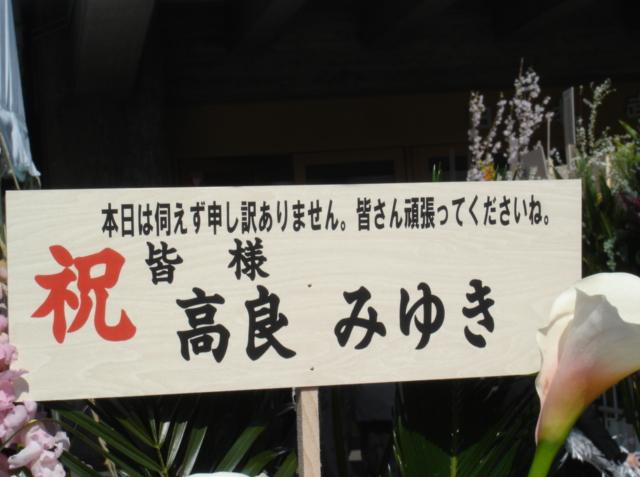 本日は伺えず申し訳ありません。皆さん頑張ってくださいね。
祝
皆様
高良 みゆき